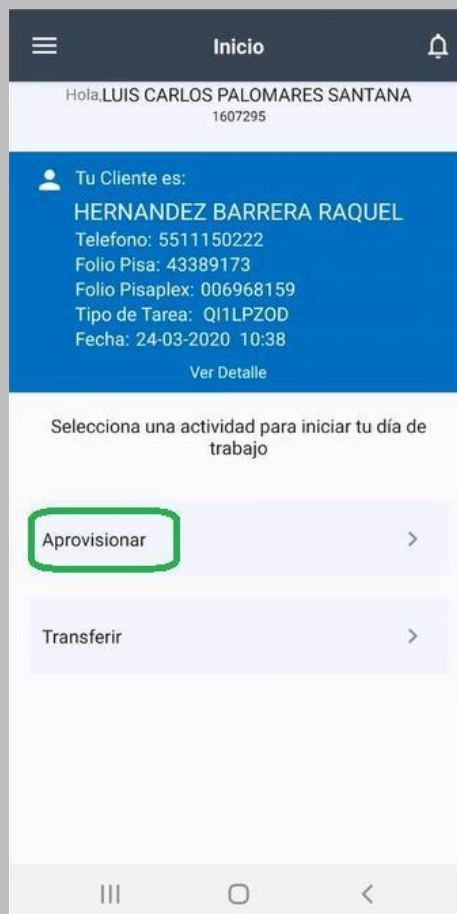 Inicio
Hola,LUIS CARLOS PALOMARES SANTANA
1607295
Tu Cliente es:
HERNANDEZ BARRERA RAQUEL
Telefono: 5511150222
Folio Pisa: 43389173
Folio Pisaplex: 006968159
Tipo de Tarea: QI1LPZOD
Fecha: 24-03-2020 10:38
Ver Detalle
Selecciona una actividad para iniciar tu día de
trabajo
Aprovisionar
Transferir